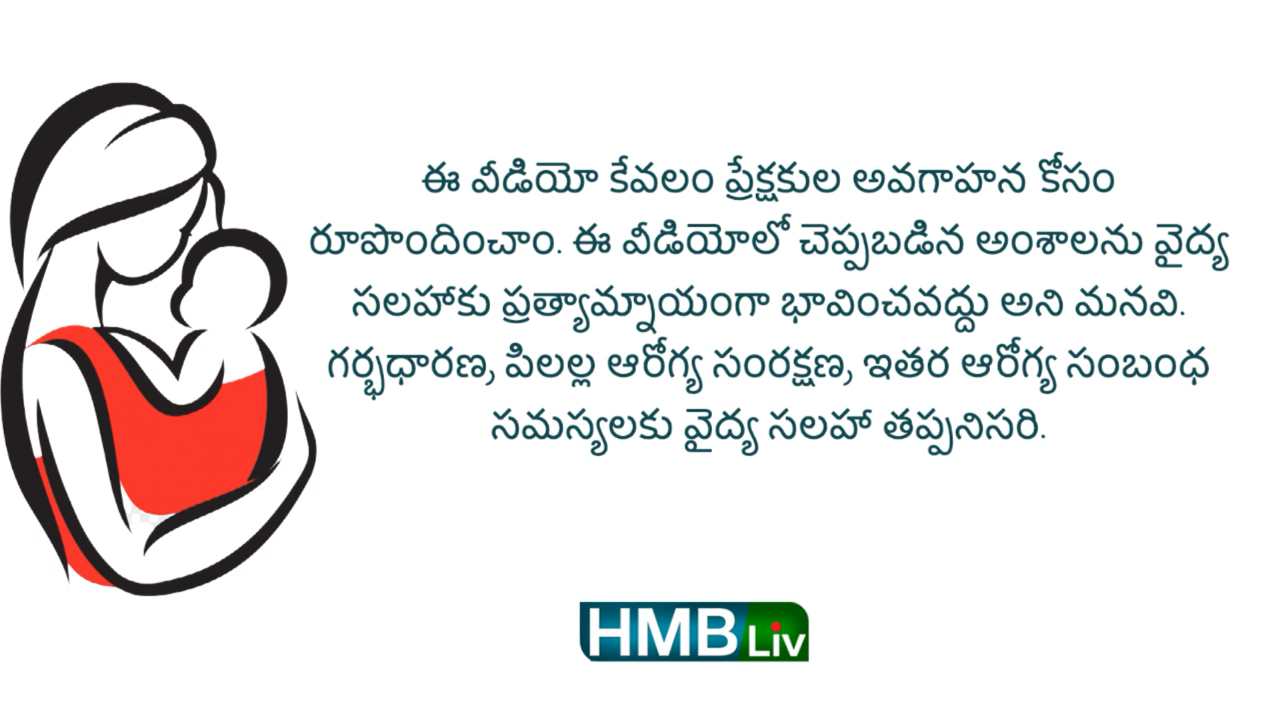 ఈ వీడియో కేవలం ప్రేక్షకుల అవగాహన కోసం
రూపొందించాం. ఈ వీడియోలో చెప్పబడిన అంశాలను వైద్య
సలహాకు ప్రత్యామ్నాయంగా భావించవద్దు అని మనవి.
గర్భధారణ, పిలల్ల ఆరోగ్య సంరక్షణ, ఇతర ఆరోగ్య సంబంధ
సమస్యలకు వైద్య సలహా తప్పనిసరి.
HMB Liv